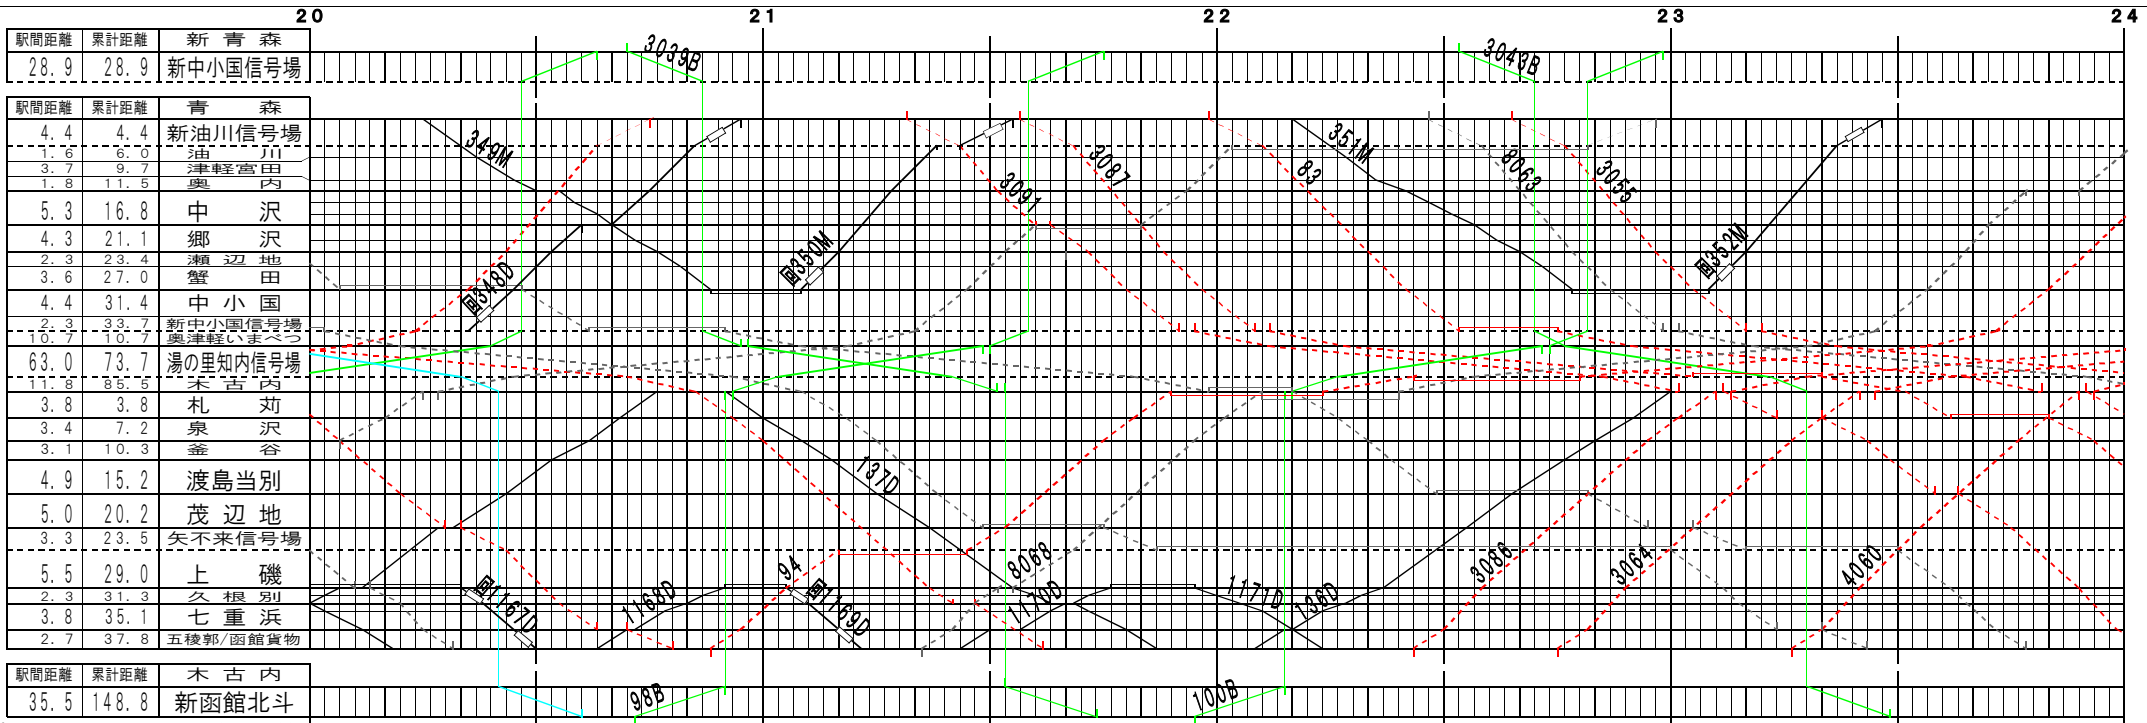 20 21 22 23 24
駅間距離 累計距離 新青森
28.9 28.9 新中小国信号場
駅間距離 累計距離 青森
4.4 4.4 新油川信号場
1.6 6.0 油川
3.7 9.7 津軽宮田
1.8 11.5 奥内
5.3 16.8 中沢
4.3 21.1 郷沢
2.3 23.4 瀬辺地
3.6 27.0 蟹田
4.4 31.4 中小国
2.3 33.7 新中小国信号場
10.7 10.7 奥津軽いまべつ
63.0 73.7 湯の里知内信号場
11.8 85.5 木古内
3.8 3.8 札苅
3.4 7.2 泉沢
3.1 10.3 釜谷
4.9 15.2 渡島当別
5.0 20.2 茂辺地
3.3 23.5 矢不来信号場
5.5 29.0 上磯
2.3 31.3 久根別
3.8 35.1 七重浜
2.7 37.8 五稜郭/函館貨物
駅間距離 累計距離 木古内
35.5 148.8 新函館北斗
3039B
3043B
349M
3087
83
351M
8063
3055
3091
回348D
回350M
回352M
137D
94
8068
3086
3064
4060
回1167D
1168D
回1169D
1170D
1171D
136D
98B
100B